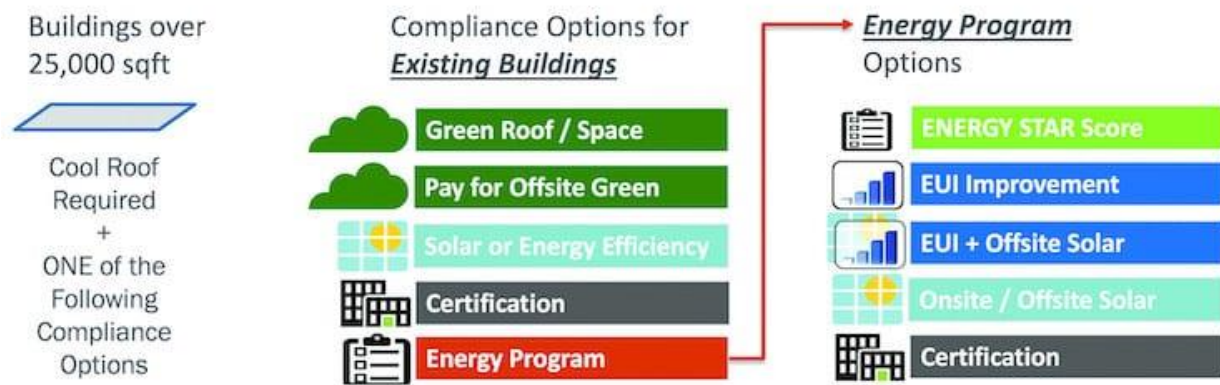 Buildings over
25,000 sqft
Cool Roof
Required
+
ONE of the
Following
Compliance
Options
Compliance Options for
Existing Buildings
Green Roof / Space
Pay for Offsite Green
Solar or Energy Efficiency
Certification
Energy Program
Energy Program
Options
ENERGY STAR Score
EUI Improvement
EUI + Offsite Solar
Onsite / Offsite Solar
Certification